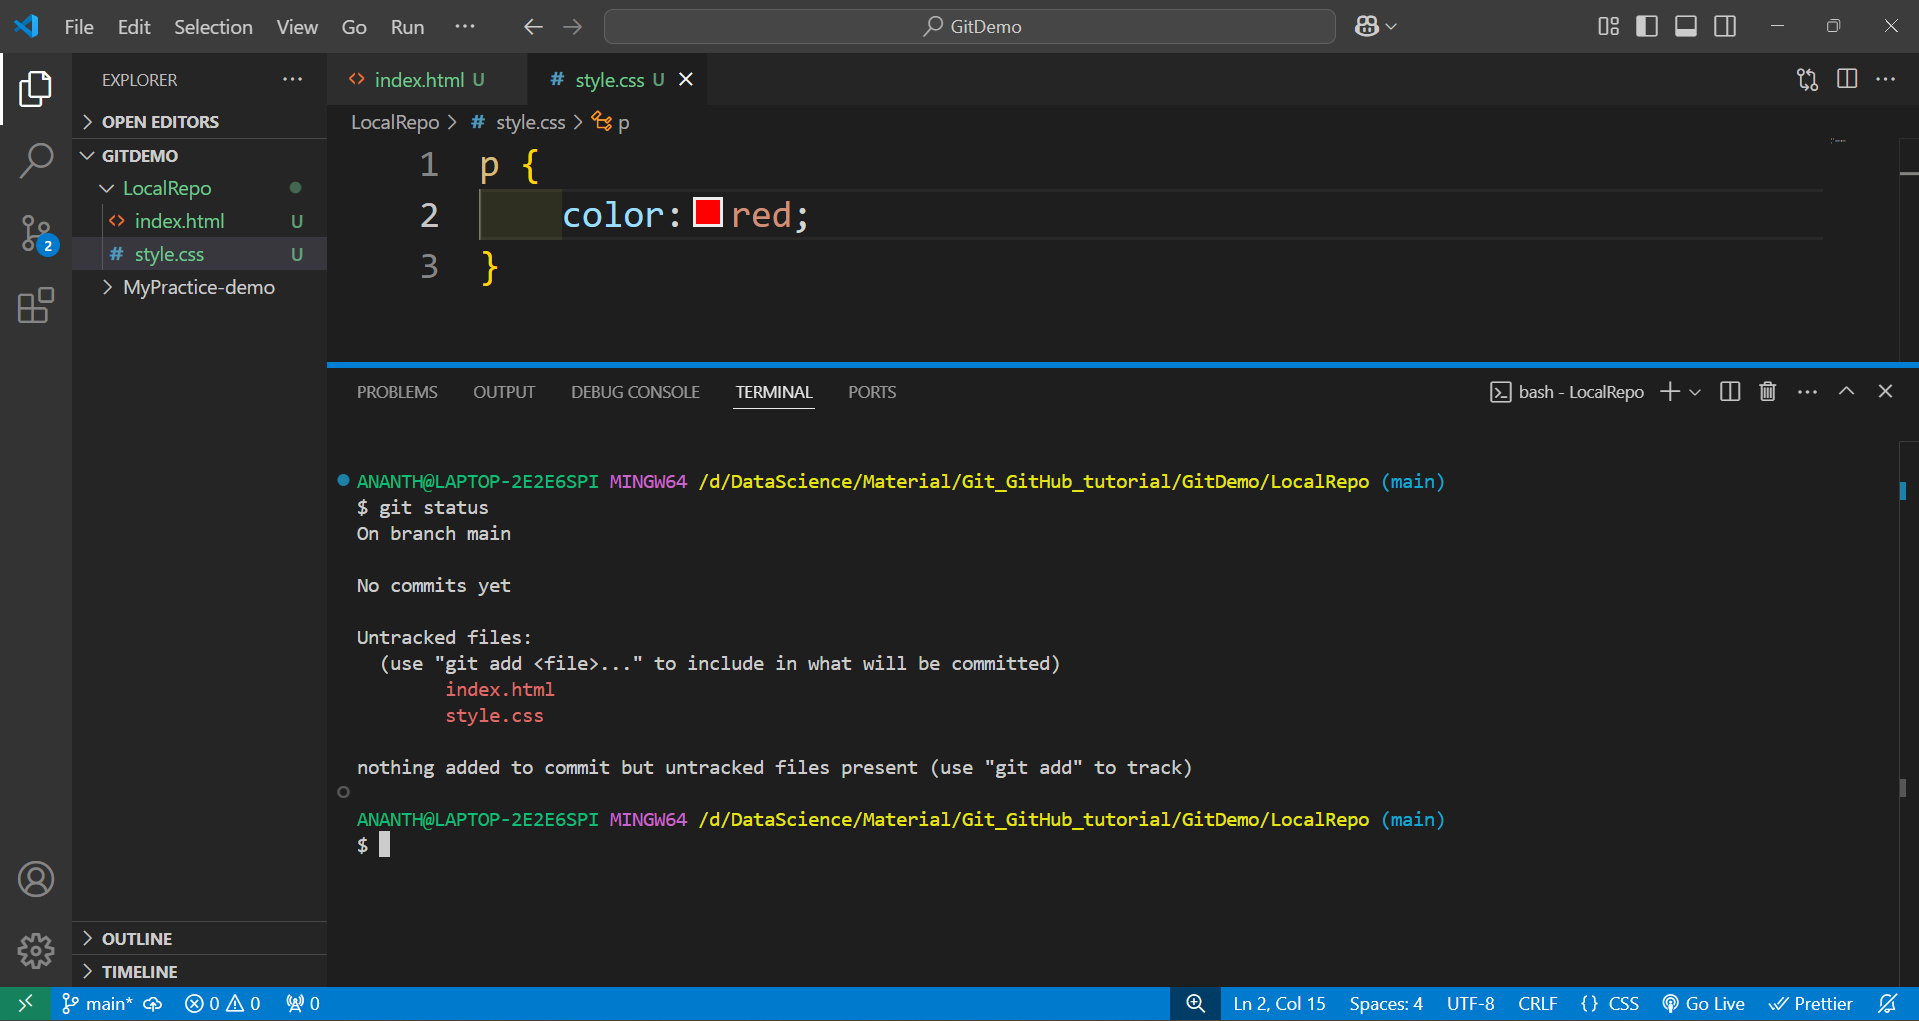 File Edit Selection View Go Run ··· GitDemo
EXPLORER ···
OPEN EDITORS
GITDEMO
LocalRepo
index.html U
style.css U
MyPractice-demo
OUTLINE
TIMELINE
2
index.html U # style.css U
LocalRepo > # style.css > p
1 p {
2 color: red;
3 }
PROBLEMS OUTPUT DEBUG CONSOLE TERMINAL PORTS bash - LocalRepo
ANANTH@LAPTOP-2E2E6SPI MINGW64 /d/DataScience/Material/Git_GitHub_tutorial/GitDemo/LocalRepo (main)
$ git status
On branch main
No commits yet
Untracked files:
(use "git add <file>..." to include in what will be committed)
index.html
style.css
nothing added to commit but untracked files present (use "git add" to track)
ANANTH@LAPTOP-2E2E6SPI MINGW64 /d/DataScience/Material/Git_GitHub_tutorial/GitDemo/LocalRepo (main)
$
main* 0 0 0 Ln 2, Col 15 Spaces: 4 UTF-8 CRLF {} CSS Go Live Prettier